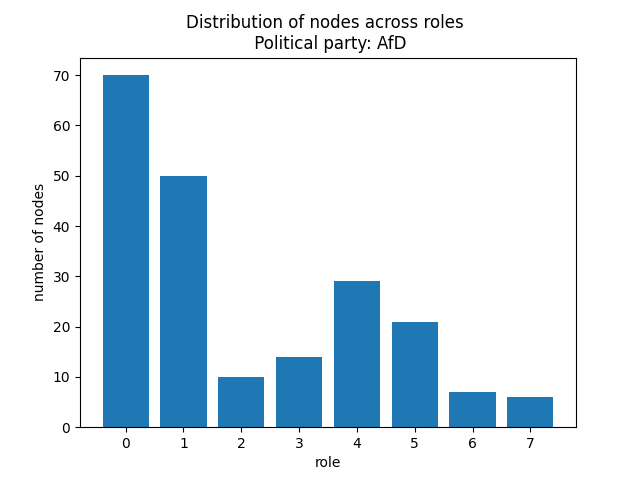 Distribution of nodes across roles
Political party: AfD
number of nodes
70
60
50
40
30
20
10
0
0 1 2 3 4 5 6 7
role